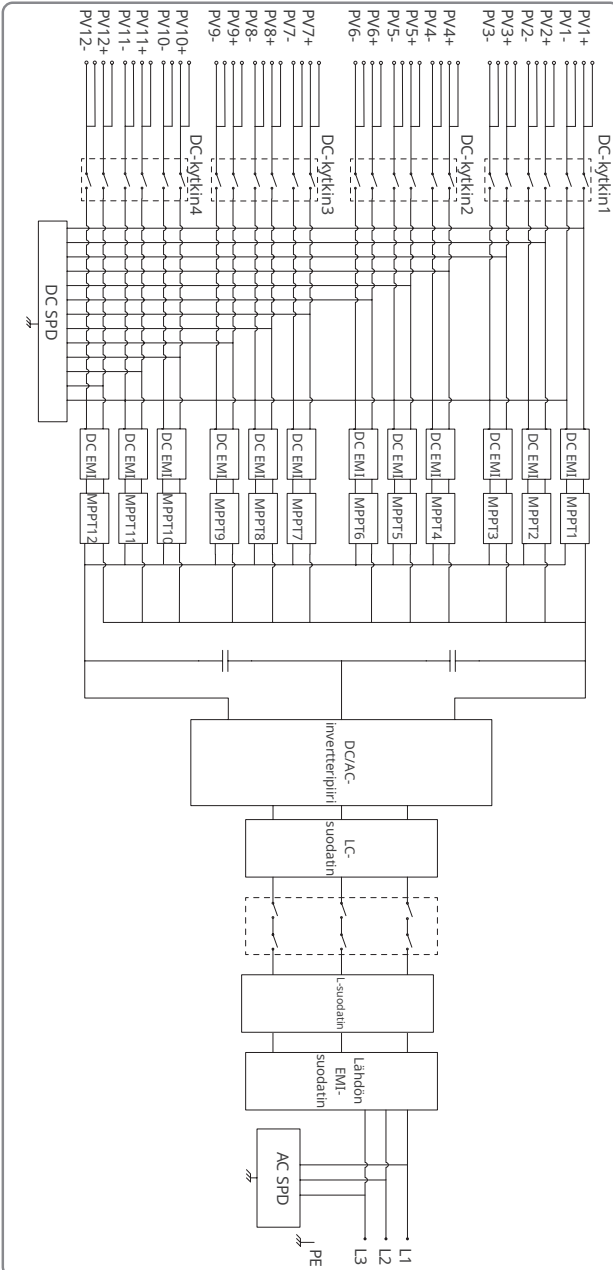 PV1+
PV1-
PV2+
PV2-
PV3+
PV3-
PV4+
PV4-
PV5+
PV5-
PV6+
PV6-
PV7+
PV7-
PV8+
PV8-
PV9+
PV9-
PV10+
PV10-
PV11+
PV11-
PV12+
PV12-
DC-kytkin1
DC-kytkin2
DC-kytkin3
DC-kytkin4
DC SPD
DC EMI
DC EMI
DC EMI
DC EMI
DC EMI
DC EMI
DC EMI
DC EMI
DC EMI
DC EMI
DC EMI
DC EMI
MPPT1
MPPT2
MPPT3
MPPT4
MPPT5
MPPT6
MPPT7
MPPT8
MPPT9
MPPT10
MPPT11
MPPT12
DC/AC-
invertteripiiri
LC-
suodatin
L-suodatin
Lähdön
EMI-
suodatin
AC SPD
L1
L2
L3
PE